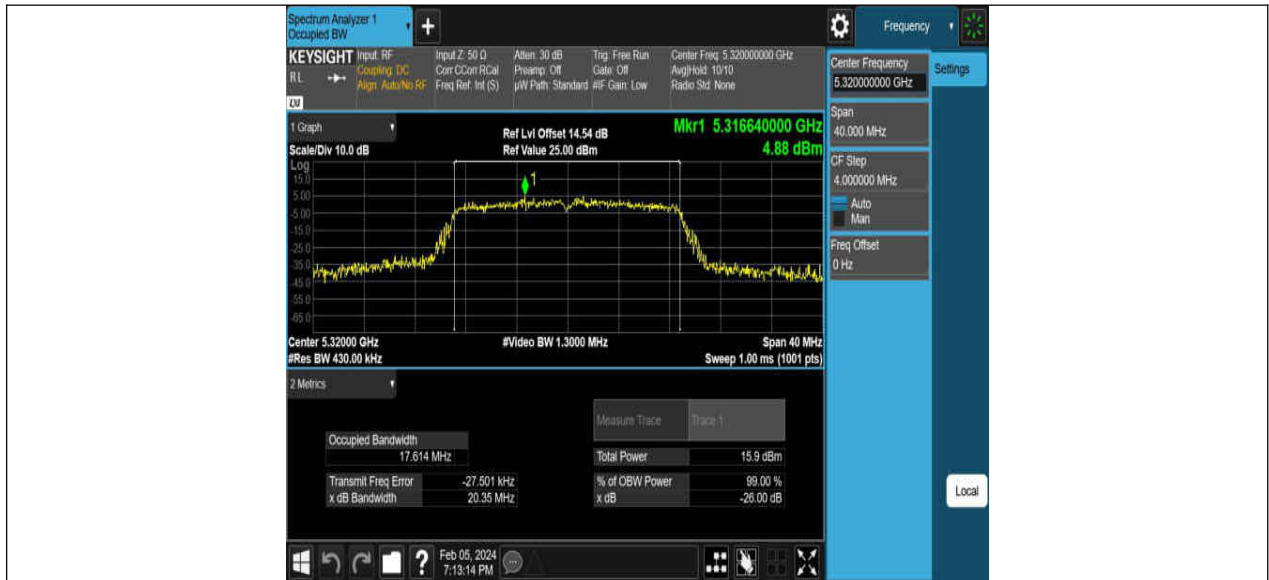 Spectrum Analyzer 1
Occupied BW
+
Frequency
KEYSIGHT
RL
LXI
Input: RF
Coupling: DC
Align: Auto/No RF
Input Z: 50 Ω
Corr CCorr RCal
Freq Ref: Int (S)
Atten: 30 dB
Preamp: Off
µW Path: Standard
Trig: Free Run
Gate: Off
#IF Gain: Low
Center Freq: 5.320000000 GHz
Avg|Hold: 10/10
Radio Std: None
Center Frequency
5.320000000 GHz
Settings
Span
40.000 MHz
CF Step
4.000000 MHz
Auto
Man
Freq Offset
0 Hz
Local
1 Graph
Scale/Div 10.0 dB
Ref Lvl Offset 14.54 dB
Ref Value 25.00 dBm
Mkr1 5.316640000 GHz
4.88 dBm
Log
15.0
5.00
-5.00
-15.0
-25.0
-35.0
-45.0
-55.0
-65.0
1
Center 5.32000 GHz
#Video BW 1.3000 MHz
Span 40 MHz
#Res BW 430.00 kHz
Sweep 1.00 ms (1001 pts)
2 Metrics
Measure Trace
Trace 1
Occupied Bandwidth
17.614 MHz
Total Power
15.9 dBm
Transmit Freq Error
-27.501 kHz
% of OBW Power
99.00 %
x dB Bandwidth
20.35 MHz
x dB
-26.00 dB
?
Feb 05, 2024
7:13:14 PM